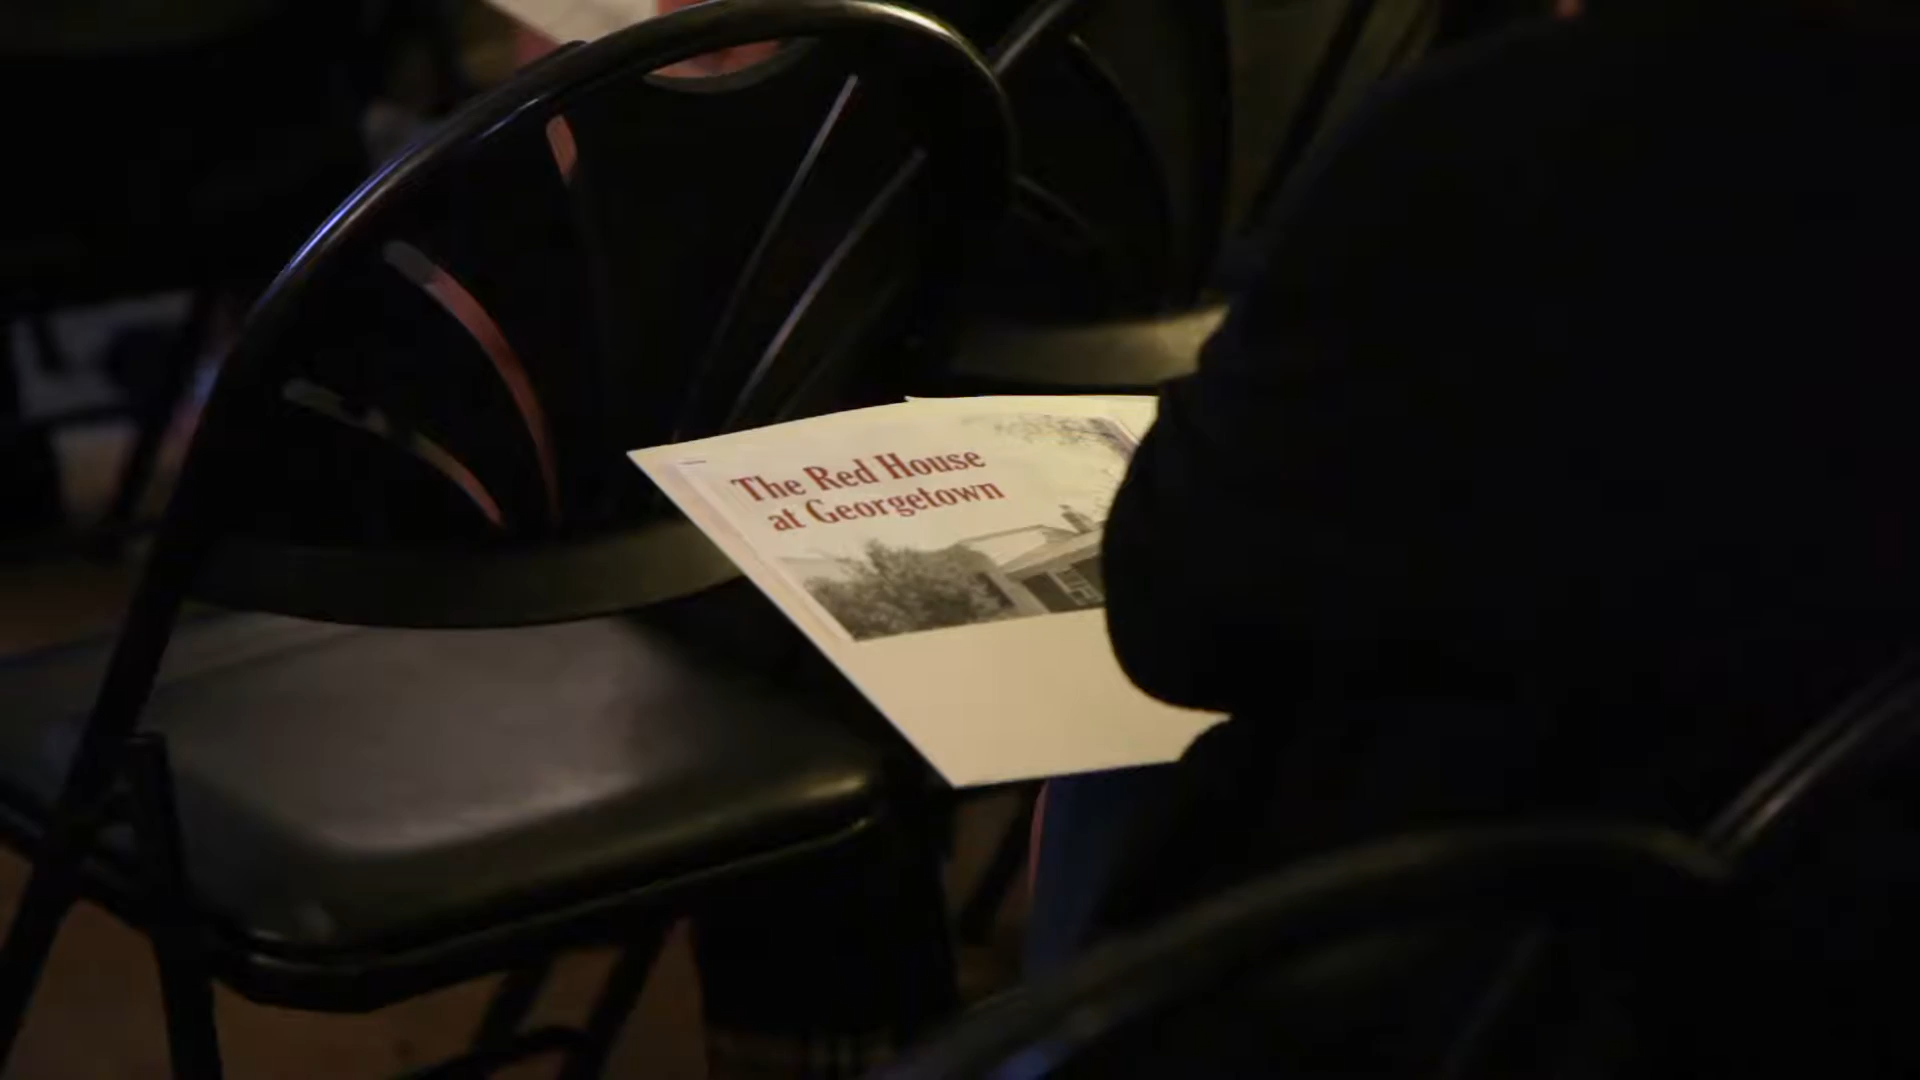 The Red House
at Georgetown